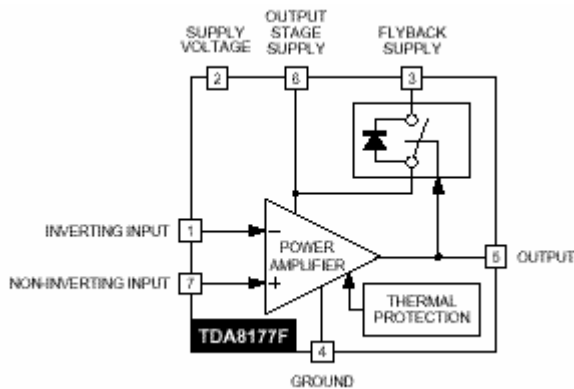 SUPPLY
VOLTAGE
OUTPUT
STAGE
SUPPLY
FLYBACK
SUPPLY
2
6
3
INVERTING INPUT
1
−
POWER
AMPLIFIER
5
OUTPUT
NON-INVERTING INPUT
7
+
THERMAL
PROTECTION
TDA8177F
4
GROUND